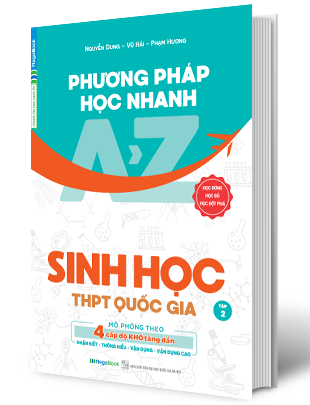 Nguyễn Dung - Vũ Hải - Phạm Hương
PHƯƠNG PHÁP
HỌC NHANH
A-Z
HỌC ĐÚNG
HỌC ĐỦ
HỌC ĐỘT PHÁ
SINH HỌC
THPT QUỐC GIA
TẬP
2
MÔ PHỎNG THEO
4 cấp độ KHÓ tăng dần
NHẬN BIẾT - THÔNG HIỂU - VẬN DỤNG - VẬN DỤNG CAO
MegaBook
MegaBook